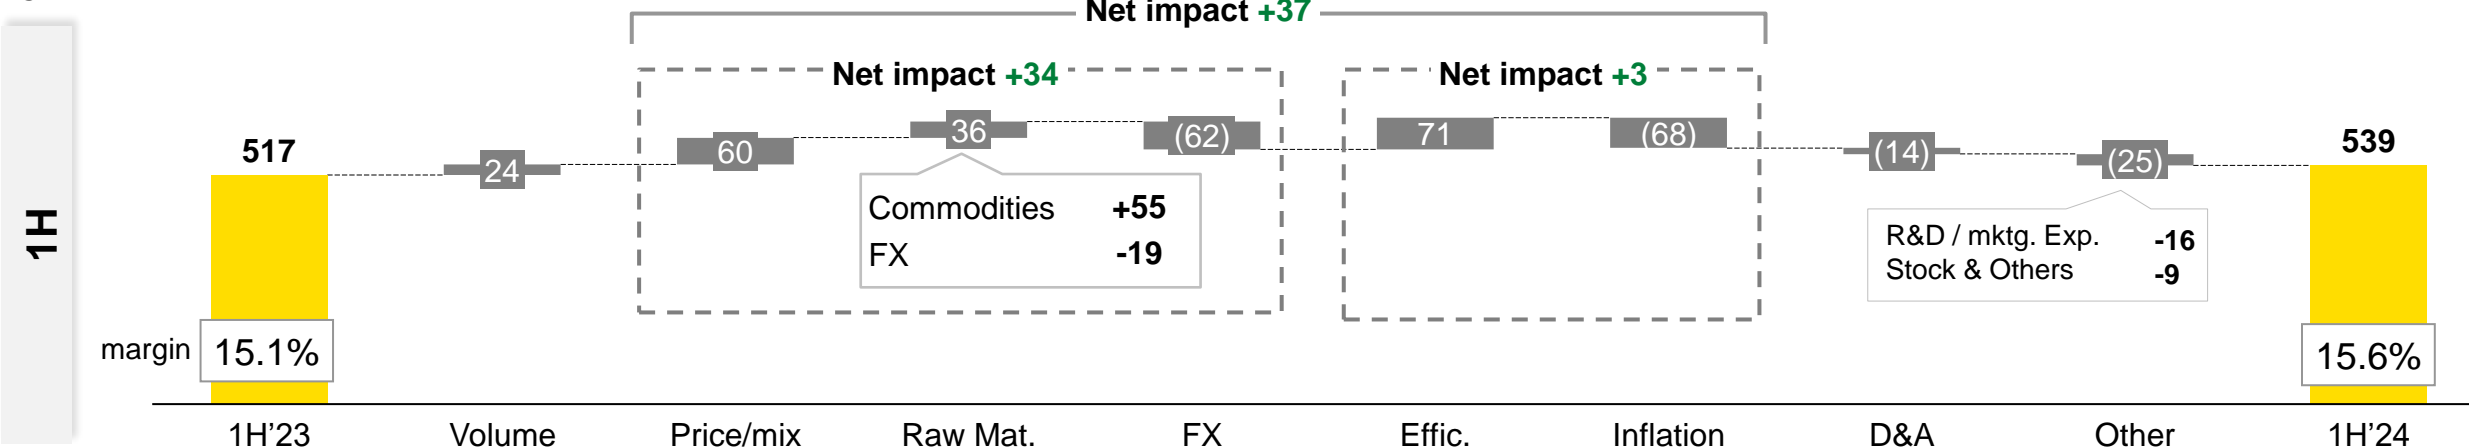 Net impact +37
Net impact +34
Net impact +3
1H
517
24
60
36
(62)
71
(68)
(14)
(25)
539
Commodities +55
FX -19
R&D / mktg. Exp. -16
Stock & Others -9
margin
15.1%
15.6%
1H’23
Volume
Price/mix
Raw Mat.
FX
Effic.
Inflation
D&A
Other
1H’24